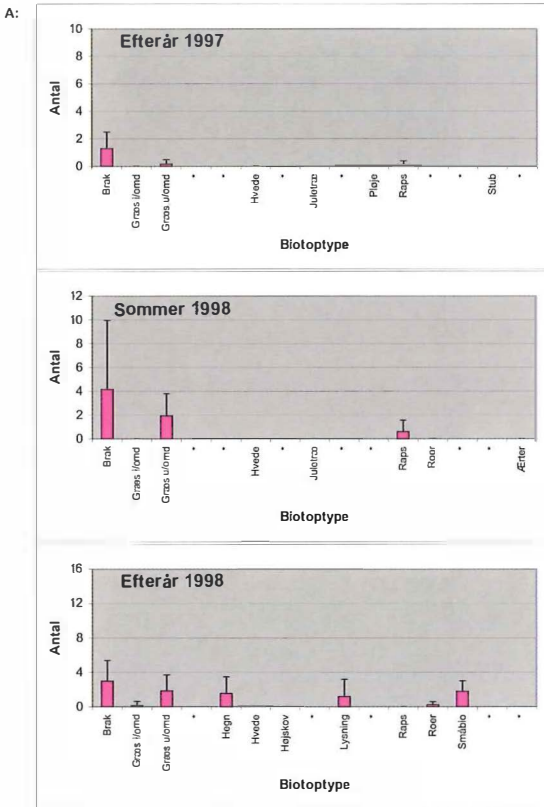 A:
Efterår 1997
Antal
10
8
6
4
2
0
Brak
Græs i/omd
Græs u/omd
*
*
Hvede
*
Juletræ
*
Pløje
Raps
*
*
Stub
*
Biotoptype
Sommer 1998
Antal
12
10
8
6
4
2
0
Brak
Græs i/omd
Græs u/omd
*
*
Hvede
*
Juletræ
*
*
Raps
Roer
*
*
Ærter
Biotoptype
Efterår 1998
Antal
16
12
8
4
0
Brak
Græs i/omd
Græs u/omd
*
Hegn
Hvede
Højskov
*
Lysning
*
Raps
Roer
Småbio
*
*
Biotoptype